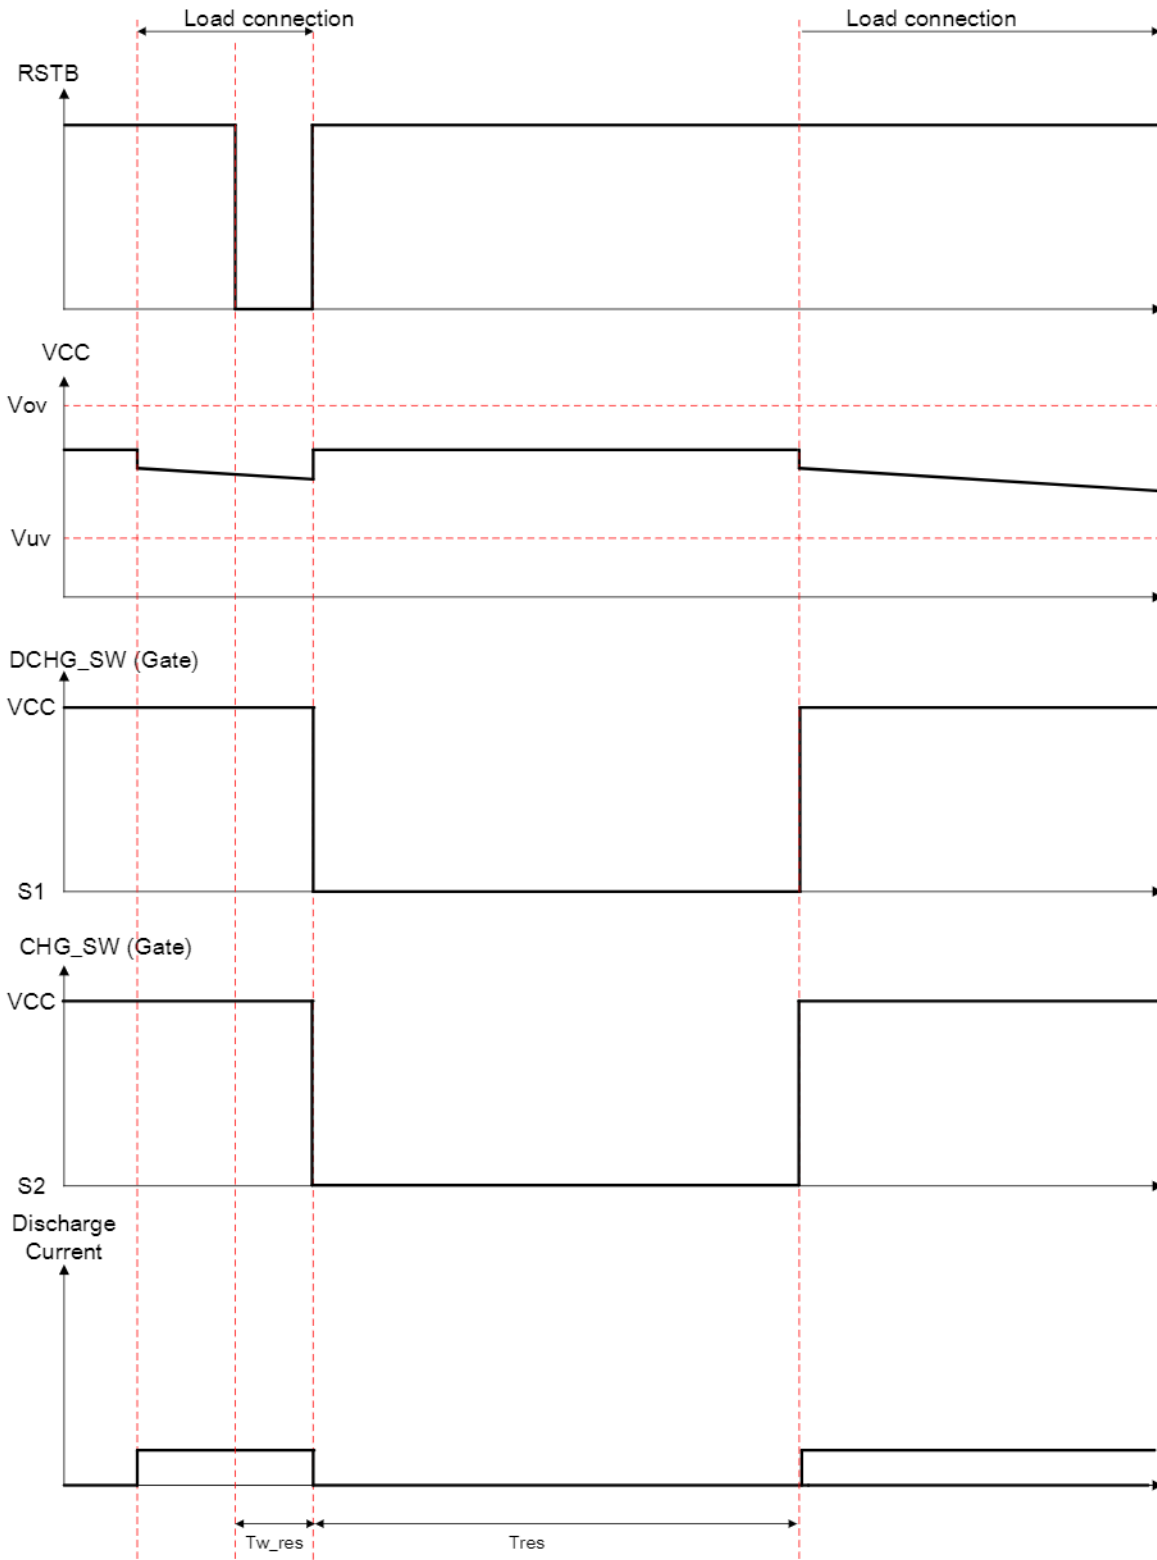 Load connection
Load connection
RSTB
VCC
Vov
Vuv
DCHG_SW (Gate)
VCC
S1
CHG_SW (Gate)
VCC
S2
Discharge
Current
Tw_res
Tres